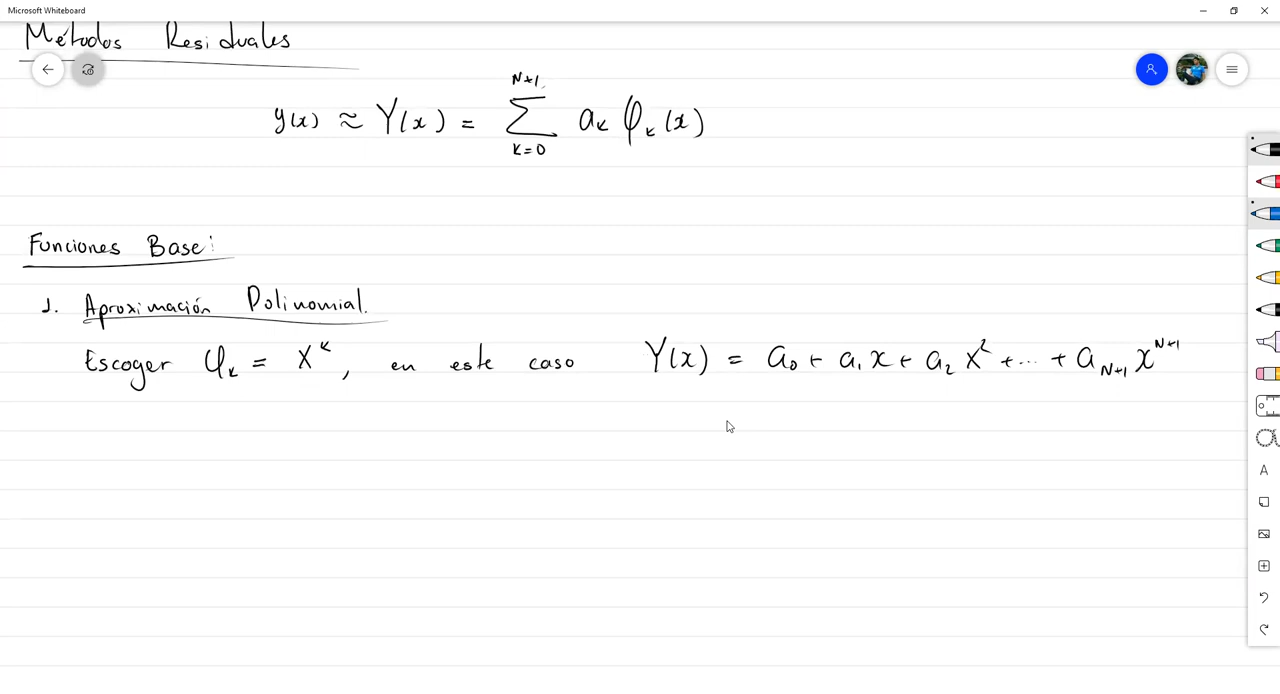 Microsoft Whiteboard
Métodos Residuales
y(x) ≈ Y(x) = ∑_{k=0}^{N+1} a_k φ_k(x)
Funciones Base:
1. Aproximación Polinomial.
Escoger φ_k = x^k, en este caso Y(x) = a_0 + a_1 x + a_2 x^2 + ... + a_{N+1} x^{N+1}